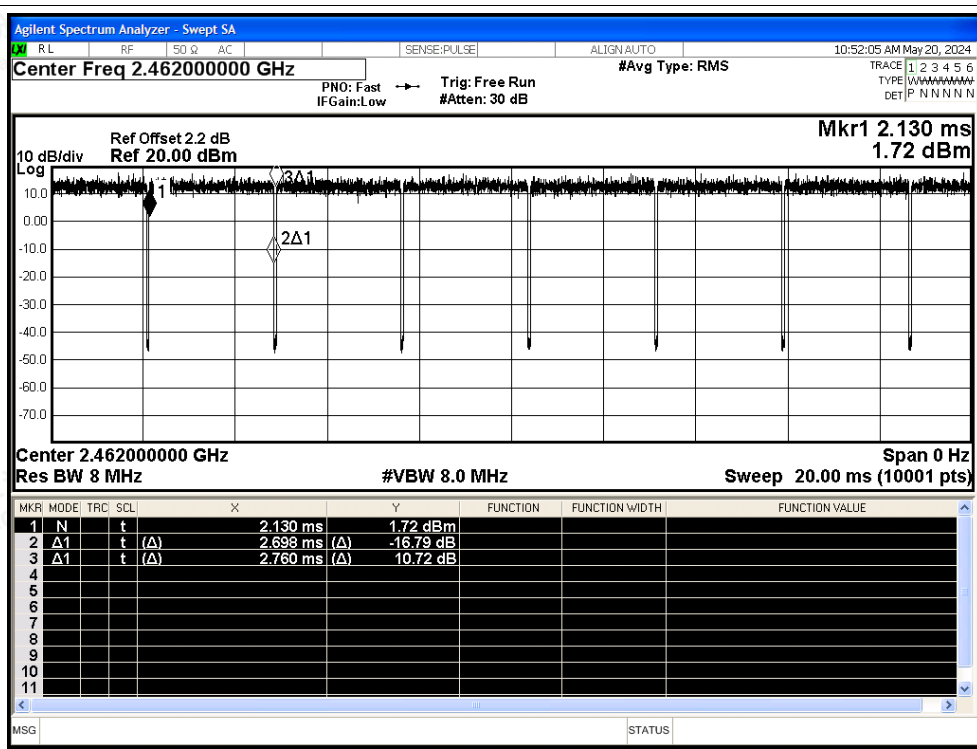 Agilent Spectrum Analyzer - Swept SA
LXI RL RF 50 Ω AC SENSE:PULSE ALIGN AUTO 10:52:05 AM May 20, 2024
Center Freq 2.462000000 GHz #Avg Type: RMS TRACE 1 2 3 4 5 6
PNO: Fast Trig: Free Run TYPE WWWWWW
IFGain:Low #Atten: 30 dB DET P N N N N N
Mkr1 2.130 ms
Ref Offset 2.2 dB
10 dB/div Ref 20.00 dBm 1.72 dBm
Log
3Δ1
10.0
1
0.00
2Δ1
-10.0
-20.0
-30.0
-40.0
-50.0
-60.0
-70.0
Center 2.462000000 GHz Span 0 Hz
Res BW 8 MHz #VBW 8.0 MHz Sweep 20.00 ms (10001 pts)
MKR MODE TRC SCL X Y FUNCTION FUNCTION WIDTH FUNCTION VALUE
1 N t 2.130 ms 1.72 dBm
2 Δ1 t (Δ) 2.698 ms (Δ) -16.79 dB
3 Δ1 t (Δ) 2.760 ms (Δ) 10.72 dB
4
5
6
7
8
9
10
11
MSG STATUS